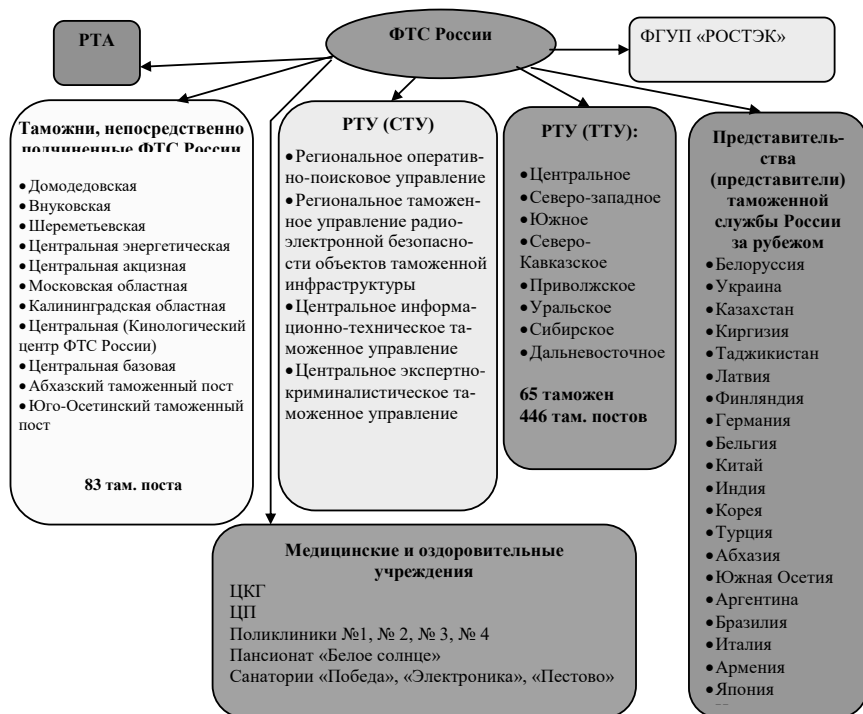 РТА
ФТС России
ФГУП «РОСТЭК»
Таможни, непосредственно
подчиненные ФТС России
•Домодедовская
•Внуковская
•Шереметьевская
•Центральная энергетическая
•Центральная акцизная
•Московская областная
•Калининградская областная
•Центральная (Кинологический
центр ФТС России)
•Центральная базовая
•Абхазский таможенный пост
•Юго-Осетинский таможенный
пост
83 там. поста
РТУ (СТУ)
•Региональное оператив-
но-поисковое управление
•Региональное таможен-
ное управление радио-
электронной безопасно-
сти объектов таможенной
инфраструктуры
•Центральное информа-
ционно-техническое та-
моженное управление
•Центральное экспертно-
криминалистическое та-
моженное управление
РТУ (ТТУ):
•Центральное
•Северо-западное
•Южное
•Северо-
Кавказское
•Приволжское
•Уральское
•Сибирское
•Дальневосточное
65 таможен
446 там. постов
Представитель-
ства
(представители)
таможенной
службы России
за рубежом
•Белоруссия
•Украина
•Казахстан
•Киргизия
•Таджикистан
•Латвия
•Финляндия
•Германия
•Бельгия
•Китай
•Индия
•Корея
•Турция
•Абхазия
•Южная Осетия
•Аргентина
•Бразилия
•Италия
•Армения
•Япония
Медицинские и оздоровительные
учреждения
ЦКГ
ЦП
Поликлиники №1, № 2, № 3, № 4
Пансионат «Белое солнце»
Санатории «Победа», «Электроника», «Пестово»